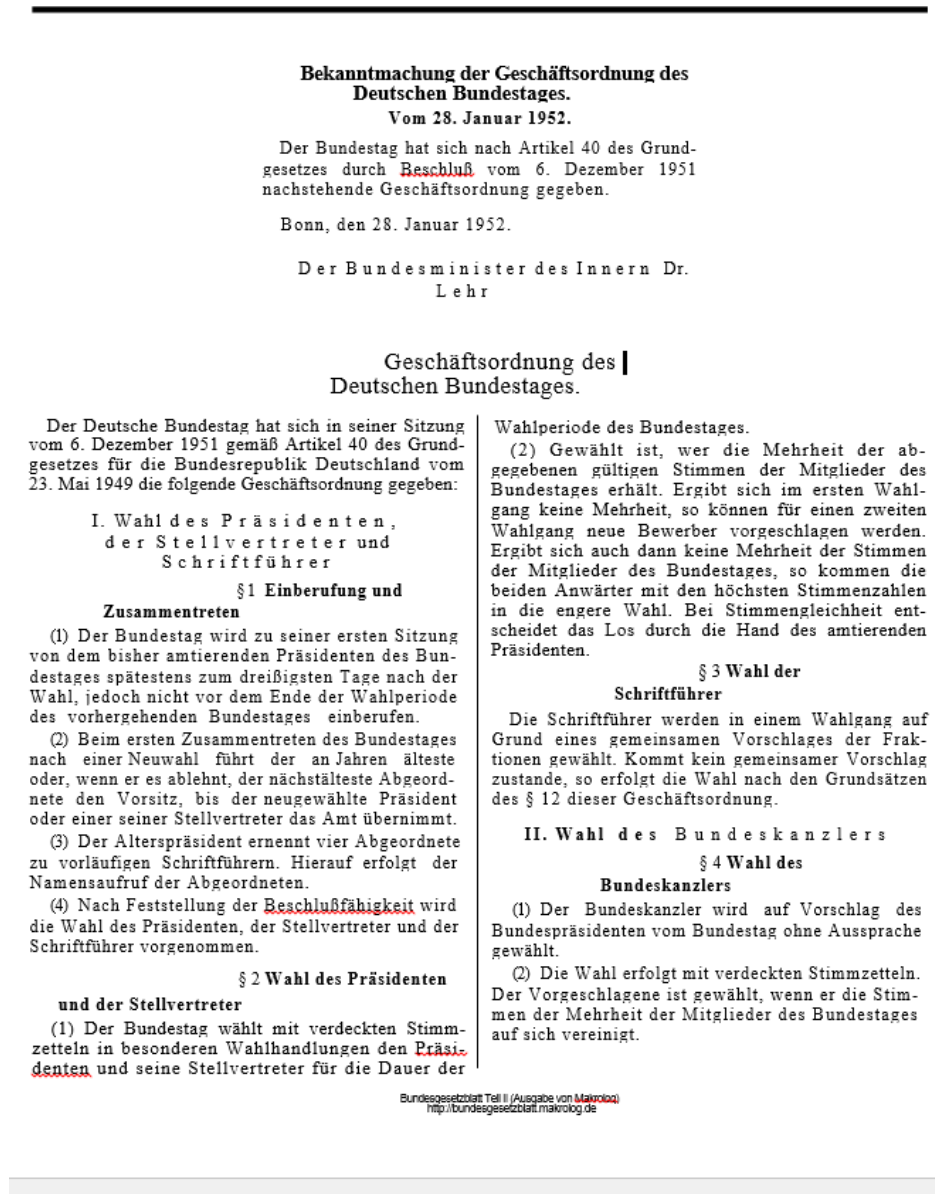 Bekanntmachung der Geschäftsordnung des
Deutschen Bundestages.
Vom 28. Januar 1952.
Der Bundestag hat sich nach Artikel 40 des Grund-
gesetzes durch Beschluß vom 6. Dezember 1951
nachstehende Geschäftsordnung gegeben.
Bonn, den 28. Januar 1952.
Der Bundesminister des Innern Dr.
Lehr
Geschäftsordnung des
Deutschen Bundestages.
Der Deutsche Bundestag hat sich in seiner Sitzung
vom 6. Dezember 1951 gemäß Artikel 40 des Grund-
gesetzes für die Bundesrepublik Deutschland vom
23. Mai 1949 die folgende Geschäftsordnung gegeben:
I. Wahl des Präsidenten,
der Stellvertreter und
Schriftführer
§ 1 Einberufung und
Zusammentreten
(1) Der Bundestag wird zu seiner ersten Sitzung
von dem bisher amtierenden Präsidenten des Bun-
destages spätestens zum dreißigsten Tage nach der
Wahl, jedoch nicht vor dem Ende der Wahlperiode
des vorhergehenden Bundestages einberufen.
(2) Beim ersten Zusammentreten des Bundestages
nach einer Neuwahl führt der an Jahren älteste
oder, wenn er es ablehnt, der nächstälteste Abgeord-
nete den Vorsitz, bis der neugewählte Präsident
oder einer seiner Stellvertreter das Amt übernimmt.
(3) Der Alterspräsident ernennt vier Abgeordnete
zu vorläufigen Schriftführern. Hierauf erfolgt der
Namensaufruf der Abgeordneten.
(4) Nach Feststellung der Beschlußfähigkeit wird
die Wahl des Präsidenten, der Stellvertreter und der
Schriftführer vorgenommen.
§ 2 Wahl des Präsidenten
und der Stellvertreter
(1) Der Bundestag wählt mit verdeckten Stimm-
zetteln in besonderen Wahlhandlungen den Präsi-
denten und seine Stellvertreter für die Dauer der
Wahlperiode des Bundestages.
(2) Gewählt ist, wer die Mehrheit der ab-
gegebenen gültigen Stimmen der Mitglieder des
Bundestages erhält. Ergibt sich im ersten Wahl-
gang keine Mehrheit, so können für einen zweiten
Wahlgang neue Bewerber vorgeschlagen werden.
Ergibt sich auch dann keine Mehrheit der Stimmen
der Mitglieder des Bundestages, so kommen die
beiden Anwärter mit den höchsten Stimmenzahlen
in die engere Wahl. Bei Stimmengleichheit ent-
scheidet das Los durch die Hand des amtierenden
Präsidenten.
§ 3 Wahl der
Schriftführer
Die Schriftführer werden in einem Wahlgang auf
Grund eines gemeinsamen Vorschlages der Frak-
tionen gewählt. Kommt kein gemeinsamer Vorschlag
zustande, so erfolgt die Wahl nach den Grundsätzen
des § 12 dieser Geschäftsordnung.
II. Wahl des Bundeskanzlers
§ 4 Wahl des
Bundeskanzlers
(1) Der Bundeskanzler wird auf Vorschlag des
Bundespräsidenten vom Bundestag ohne Aussprache
gewählt.
(2) Die Wahl erfolgt mit verdeckten Stimmzetteln.
Der Vorgeschlagene ist gewählt, wenn er die Stim-
men der Mehrheit der Mitglieder des Bundestages
auf sich vereinigt.
Bundesgesetzblatt Teil II (Ausgabe von Makrolog)
http://bundesgesetzblatt.makrolog.de